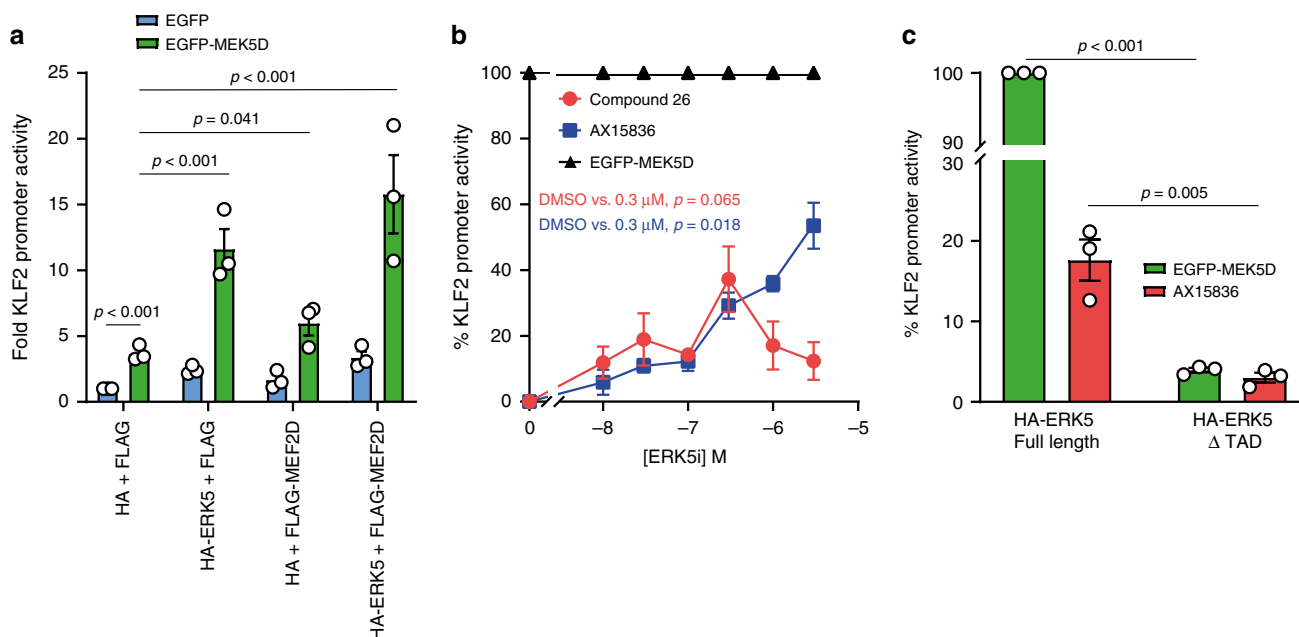 a
EGFP
EGFP-MEK5D
Fold KLF2 promoter activity
25
20
15
10
5
0
p < 0.001
p = 0.041
p < 0.001
p < 0.001
HA + FLAG
HA-ERK5 + FLAG
HA + FLAG-MEF2D
HA-ERK5 + FLAG-MEF2D
b
% KLF2 promoter activity
100
80
60
40
20
0
Compound 26
AX15836
EGFP-MEK5D
DMSO vs. 0.3 μM, p = 0.065
DMSO vs. 0.3 μM, p = 0.018
0 –8 –7 –6 –5
[ERK5i] M
c
% KLF2 promoter activity
100
90
30
20
10
0
p < 0.001
p = 0.005
EGFP-MEK5D
AX15836
HA-ERK5
Full length
HA-ERK5
Δ TAD